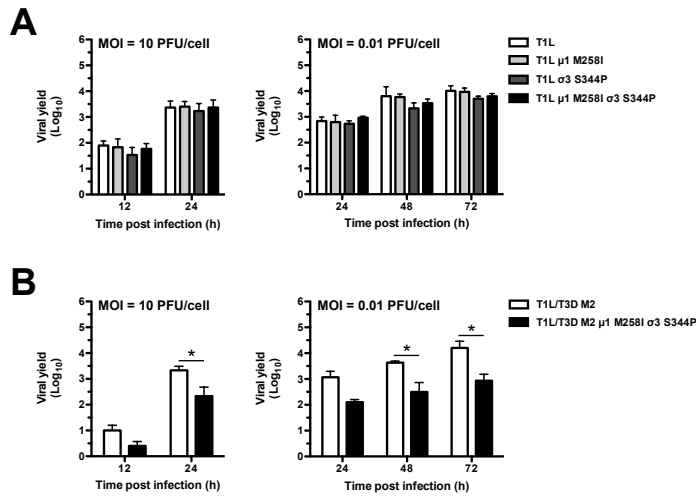 A
MOI = 10 PFU/cell
Viral yield
(Log10)
6
5
4
3
2
1
0
12
24
Time post infection (h)
MOI = 0.01 PFU/cell
Viral yield
(Log10)
6
5
4
3
2
1
0
24
48
72
Time post infection (h)
T1L
T1L µ1 M258I
T1L σ3 S344P
T1L µ1 M258I σ3 S344P
B
MOI = 10 PFU/cell
Viral yield
(Log10)
6
5
4
3
2
1
0
*
12
24
Time post infection (h)
MOI = 0.01 PFU/cell
Viral yield
(Log10)
6
5
4
3
2
1
0
*
*
24
48
72
Time post infection (h)
T1L/T3D M2
T1L/T3D M2 µ1 M258I σ3 S344P